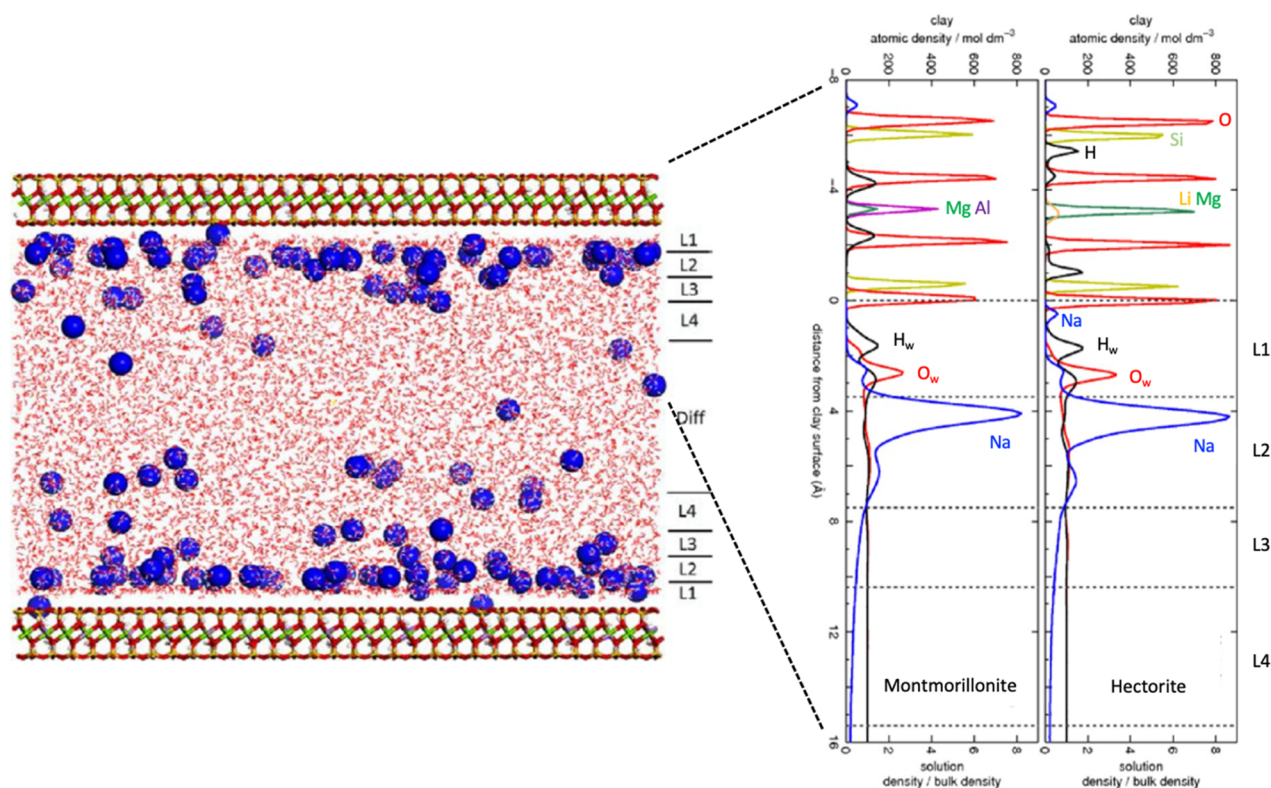 L1
L2
L3
L4
Diff
L4
L3
L2
L1
clay
atomic density / mol dm⁻³
0 200 400 600 800
clay
atomic density / mol dm⁻³
0 200 400 600 800
distance from clay surface (Å)
-8
-4
0
4
8
12
16
Mg Al
Hw
Ow
Na
Montmorillonite
O
Si
H
Li Mg
Na
Hw
Ow
Na
Hectorite
L1
L2
L3
L4
0 2 4 6 8
solution
density / bulk density
0 2 4 6 8
solution
density / bulk density